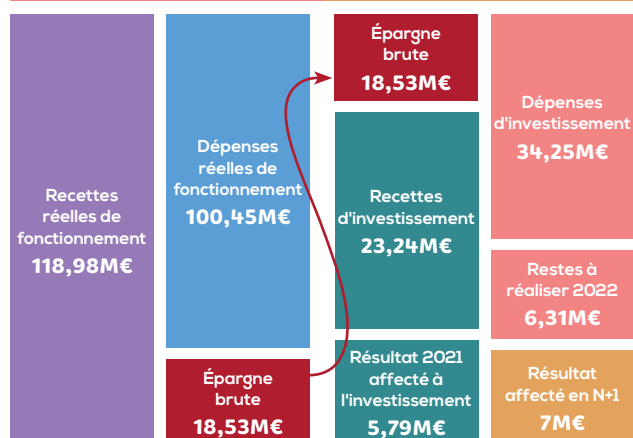 Recettes
réelles de
fonctionnement
118,98M€
Dépenses
réelles de
fonctionnement
100,45M€
Épargne
brute
18,53M€
Épargne
brute
18,53M€
Recettes
d'investissement
23,24M€
Résultat 2021
affecté à
l'investissement
5,79M€
Dépenses
d'investissement
34,25M€
Restes à
réaliser 2022
6,31M€
Résultat
affecté en N+1
7M€